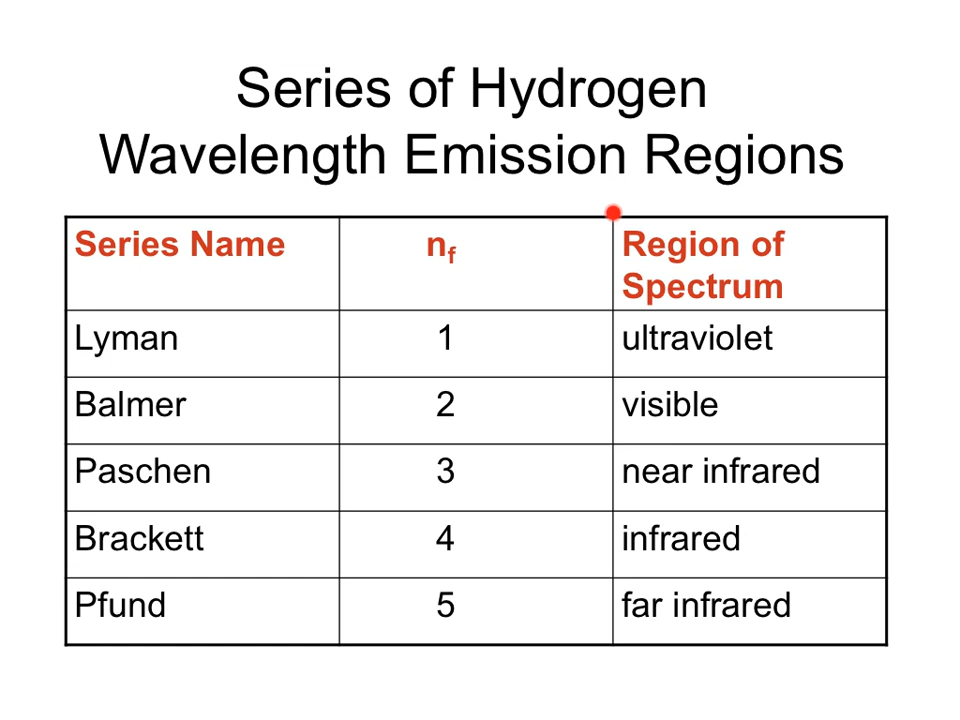 Series of Hydrogen
Wavelength Emission Regions
Series Name nf Region of
Spectrum
Lyman 1 ultraviolet
Balmer 2 visible
Paschen 3 near infrared
Brackett 4 infrared
Pfund 5 far infrared